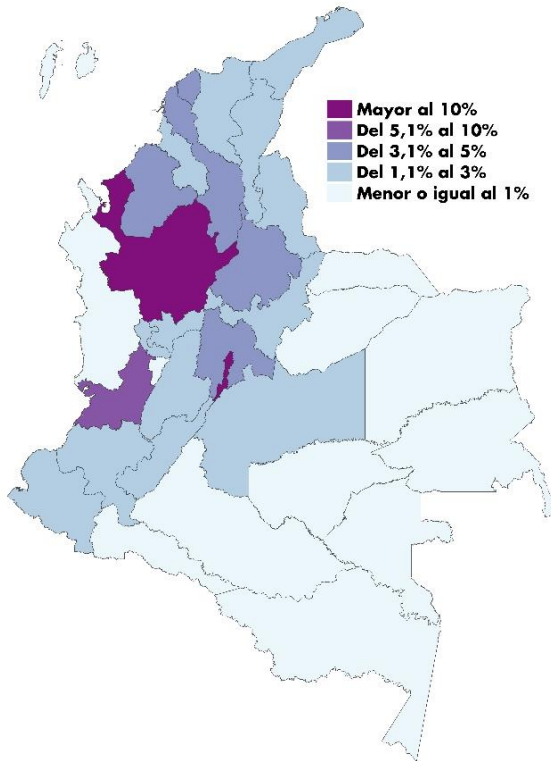 Mayor al 10%
Del 5,1% al 10%
Del 3,1% al 5%
Del 1,1% al 3%
Menor o igual al 1%